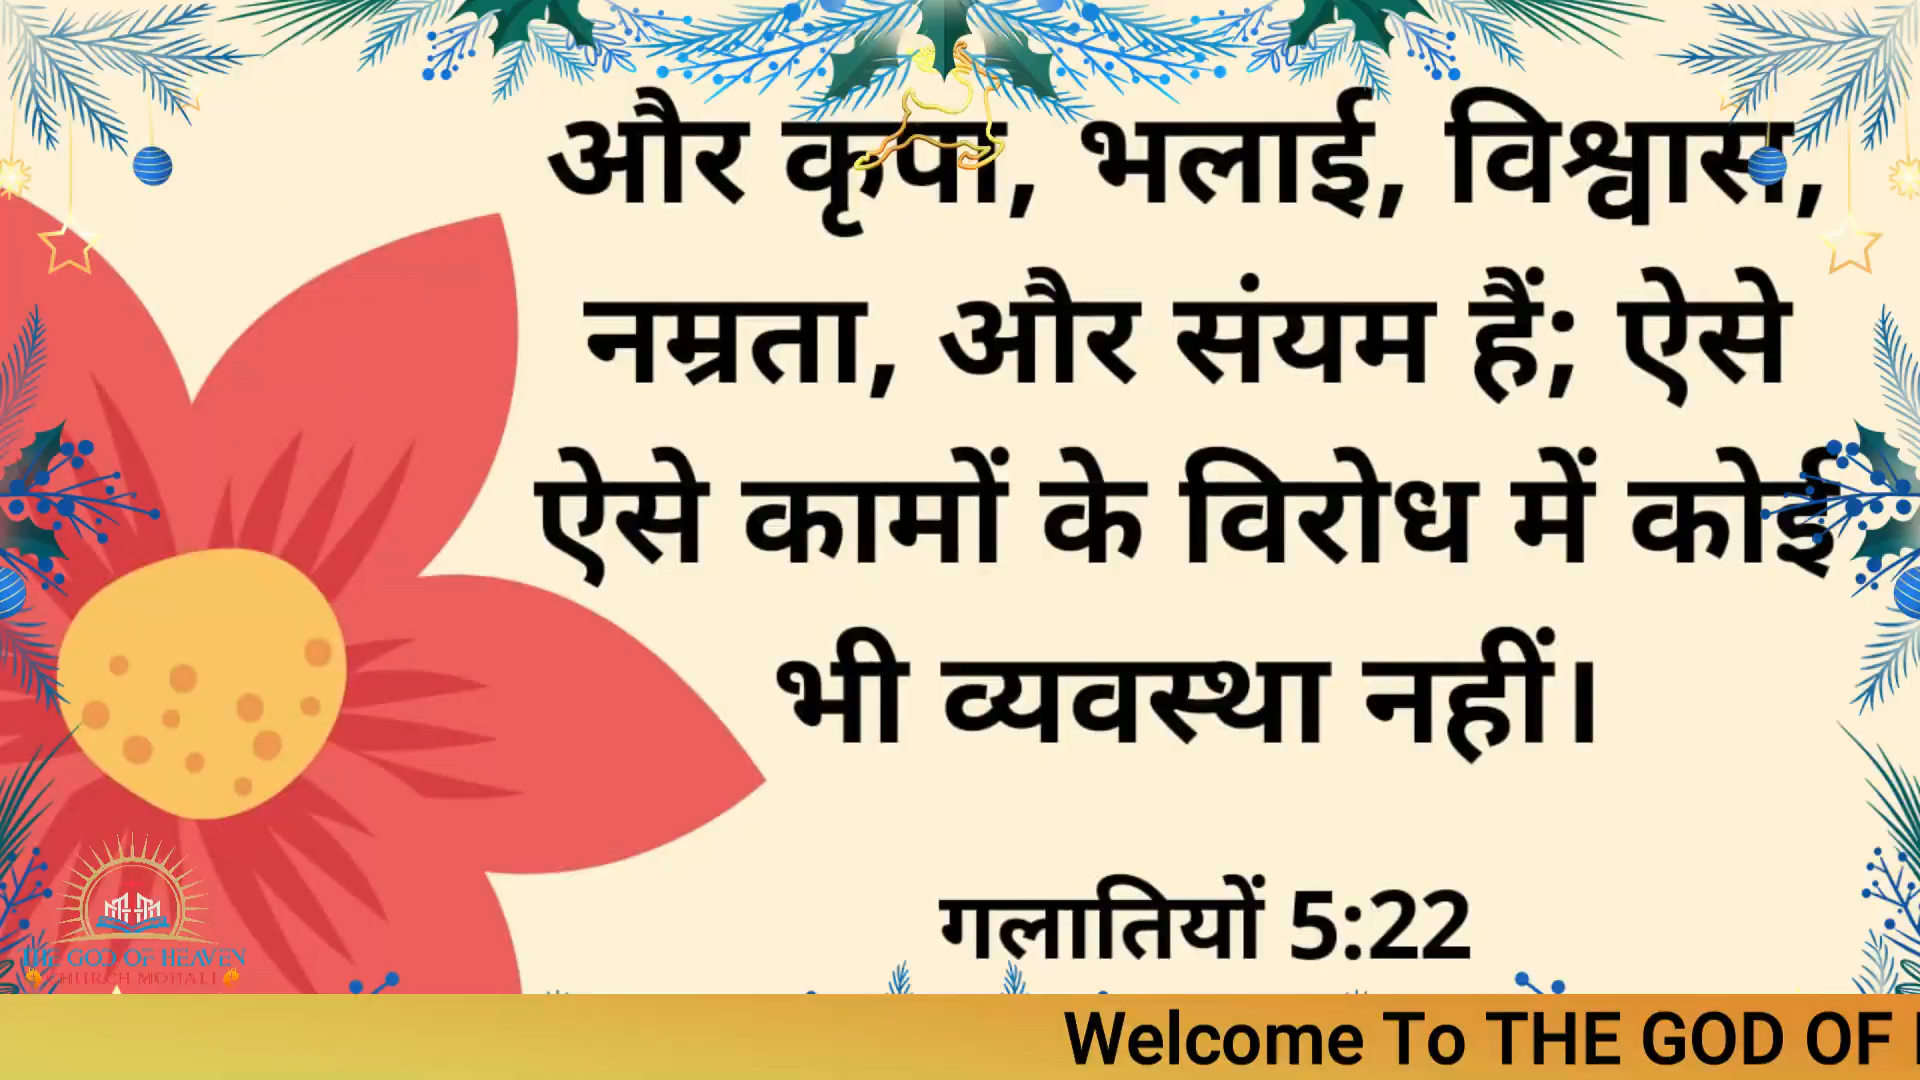 और कृपा, भलाई, विश्वास,
नम्रता, और संयम हैं; ऐसे
ऐसे कामों के विरोध में कोई
भी व्यवस्था नहीं।
गलातियों 5:22
THE GOD OF HEAVEN
CHURCH MOHALI
Welcome To THE GOD OF